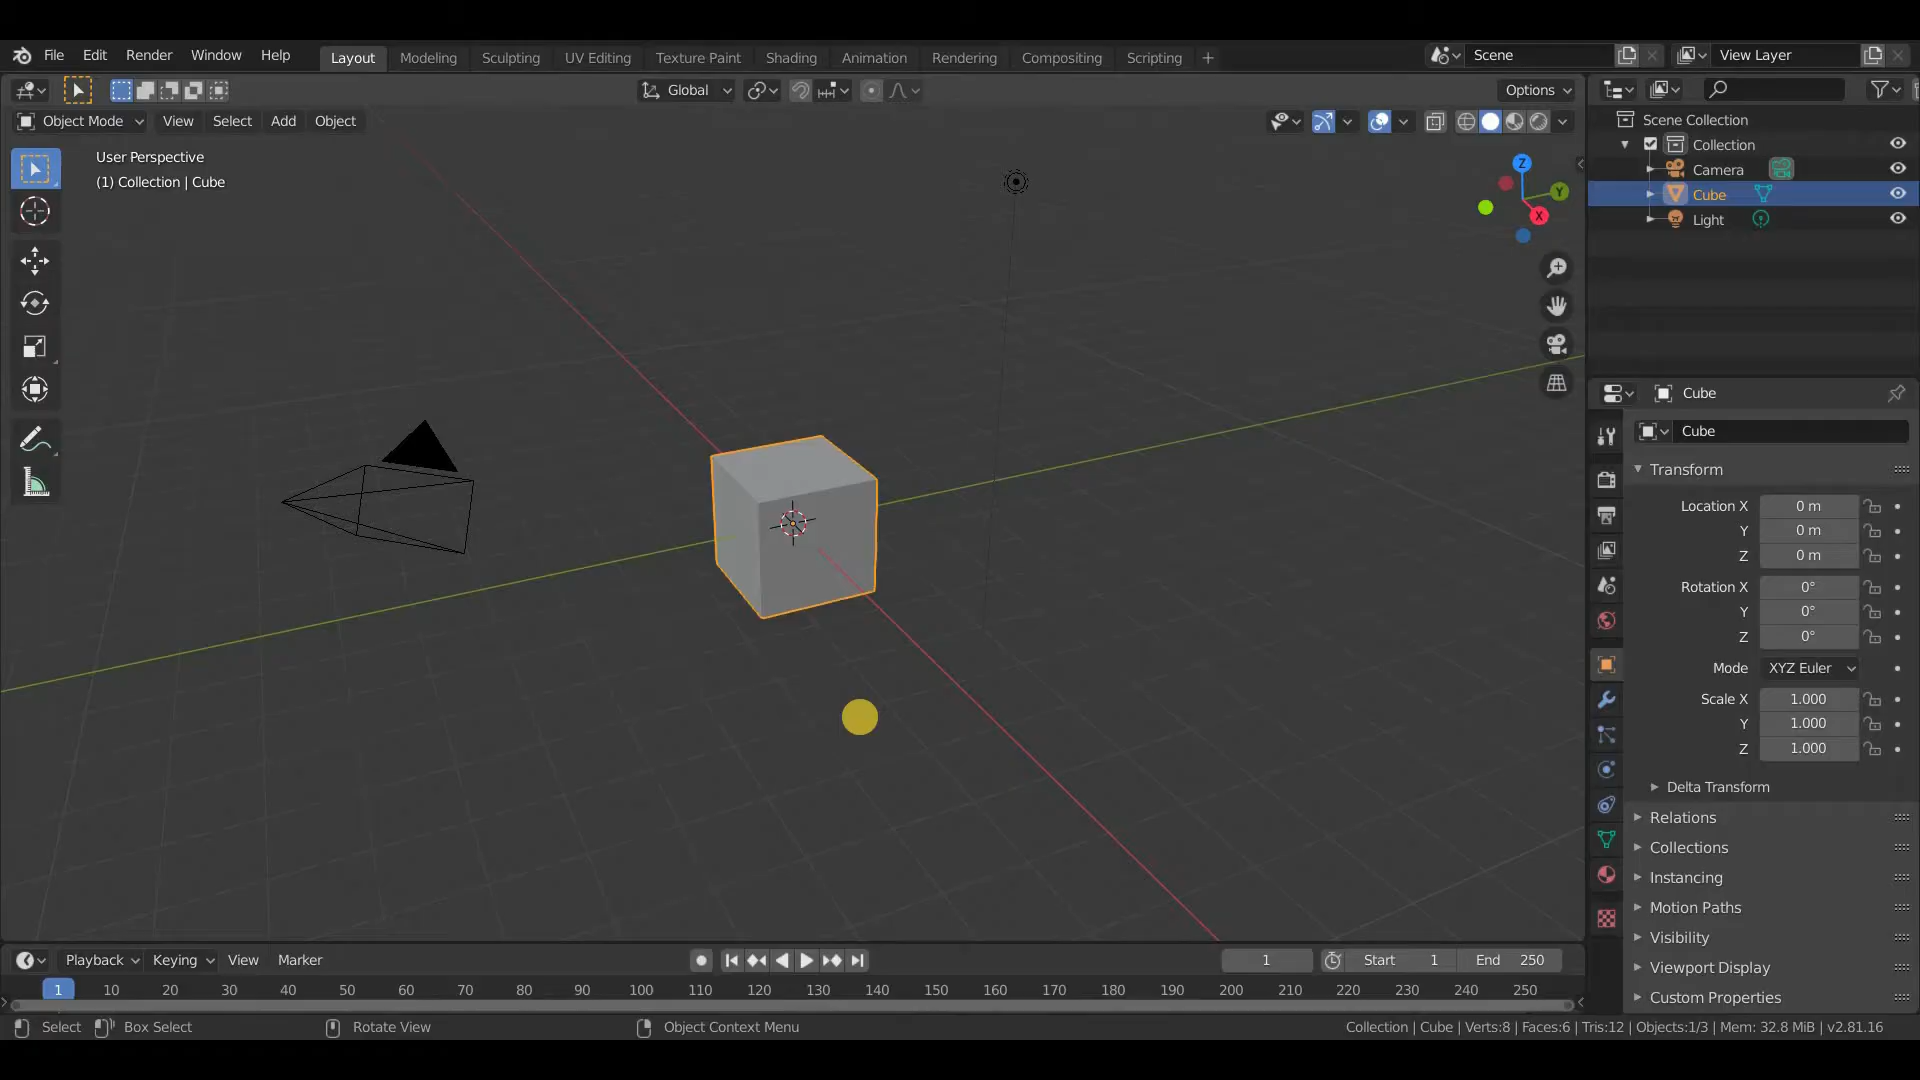 File Edit Render Window Help Layout Modeling Sculpting UV Editing Texture Paint Shading Animation Rendering Compositing Scripting + Scene View Layer
Global Options
Object Mode View Select Add Object
User Perspective
(1) Collection | Cube
Z
Y
X
Scene Collection
Collection
Camera
Cube
Light
Cube
Cube
Transform
Location X 0 m
Y 0 m
Z 0 m
Rotation X 0°
Y 0°
Z 0°
Mode XYZ Euler
Scale X 1.000
Y 1.000
Z 1.000
Delta Transform
Relations
Collections
Instancing
Motion Paths
Visibility
Viewport Display
Custom Properties
Playback Keying View Marker 1 Start 1 End 250
1 10 20 30 40 50 60 70 80 90 100 110 120 130 140 150 160 170 180 190 200 210 220 230 240 250
Select Box Select Rotate View Object Context Menu Collection | Cube | Verts:8 | Faces:6 | Tris:12 | Objects:1/3 | Mem: 32.8 MiB | v2.81.16